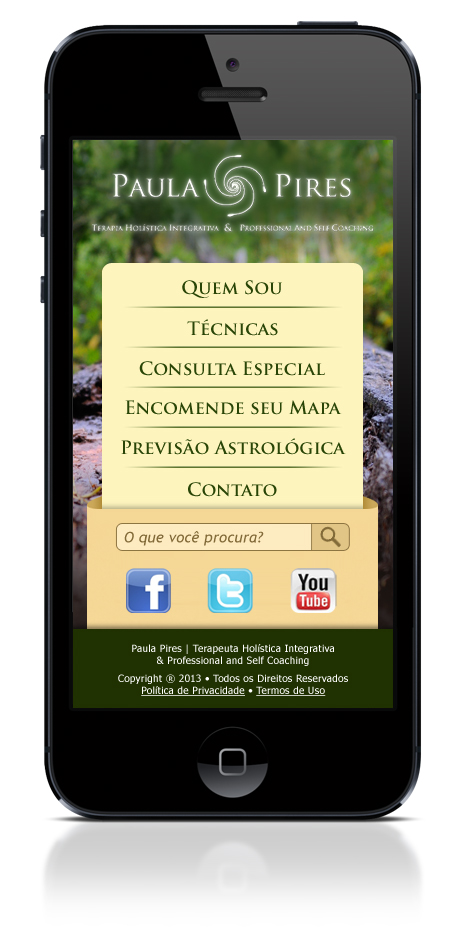 PAULA PIRES
TERAPIA HOLÍSTICA INTEGRATIVA & PROFESSIONAL AND SELF COACHING
QUEM SOU
TÉCNICAS
CONSULTA ESPECIAL
ENCOMENDE SEU MAPA
PREVISÃO ASTROLÓGICA
CONTATO
O que você procura?
f t You Tube
Paula Pires | Terapeuta Holística Integrativa
& Professional and Self Coaching
Copyright ® 2013 • Todos os Direitos Reservados
Política de Privacidade • Termos de Uso